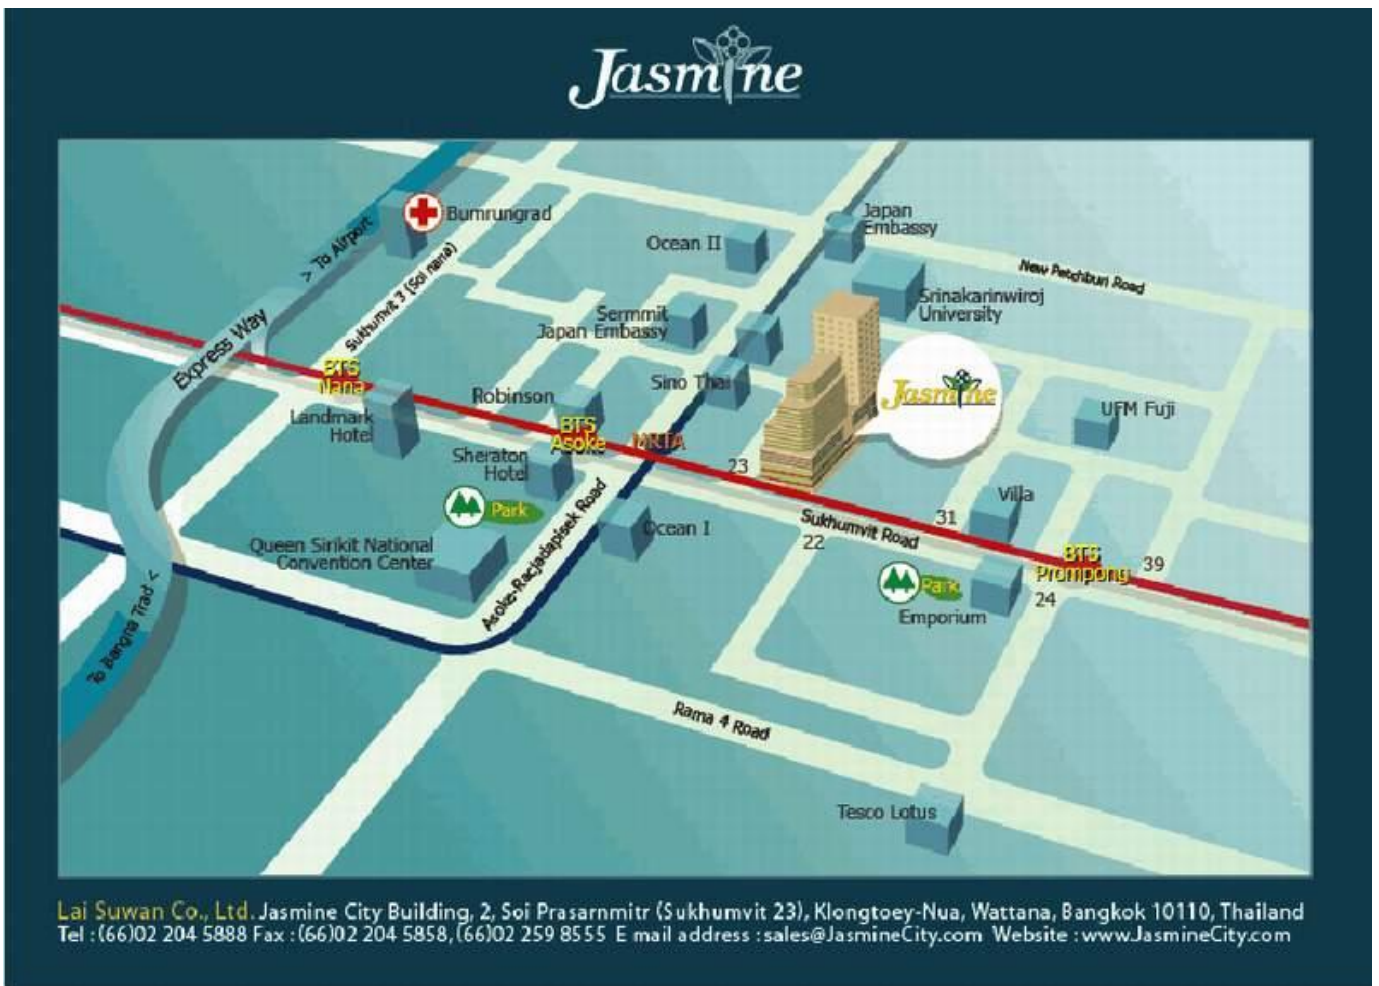 Jasmine
Bumrungrad
> To Airport
Sukhumvit 3 (Soi nana)
Express Way
Ocean II
Japan
Embassy
New Petchburi Road
Srinakarinwiroj
University
Sermmit
Japan Embassy
Sino Thai
Jasmine
BTS
Nana
Landmark
Hotel
Robinson
BTS
Asoke
MRTA
UFM Fuji
Sheraton
Hotel
23
Park
Villa
31
Sukhumvit Road
22
Ocean I
Asoke-Racjadapisek Road
Queen Sirikit National
Convention Center
BTS
Prompong
39
24
Park
Emporium
To Bangna Trad <
Rama 4 Road
Tesco Lotus
Lai Suwan Co., Ltd. Jasmine City Building, 2, Soi Prasarnmitr (Sukhumvit 23), Klongtoey-Nua, Wattana, Bangkok 10110, Thailand
Tel :(66)02 204 5888 Fax :(66)02 204 5858,(66)02 259 8555 E mail address :sales@JasmineCity.com Website :www.JasmineCity.com